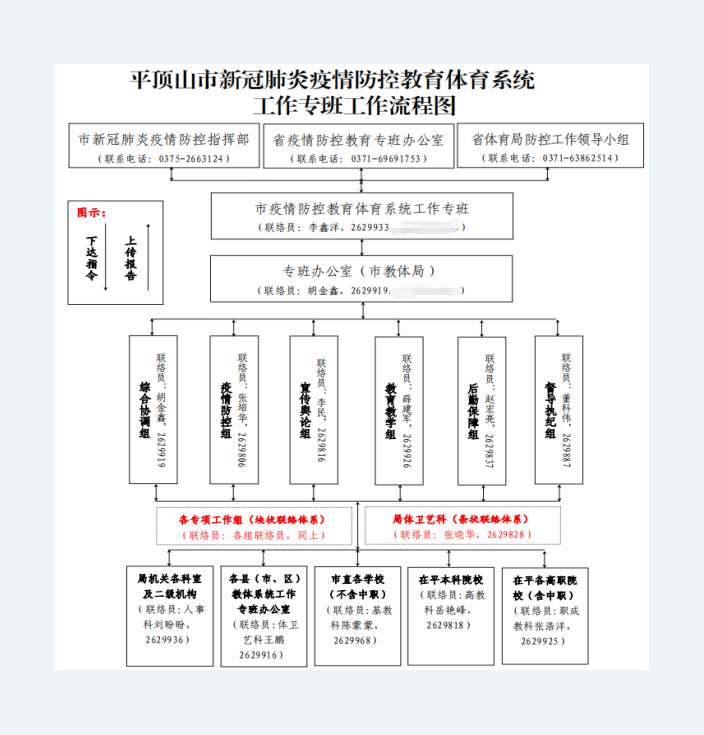 平顶山市新冠肺炎疫情防控教育体育系统
工作专班工作流程图
市新冠肺炎疫情防控指挥部
(联系电话: 0375-2663124)
省疫情防控教育专班办公室
(联系电话: 0371-69691753)
省体育局防控工作领导小组
(联系电话: 0371-63862514)
市疫情防控教育体育系统工作专班
(联络员: 李鑫洋, 2629933 )
专班办公室(市教体局)
(联络员: 胡金鑫, 2629919 )
图示:
下达指令
上传报告
综合协调组
联络员: 胡金鑫, 2629919
疫情防控组
联络员: 张培华, 2629806
宣传舆论组
联络员: 李民, 2629816
教育教学组
联络员: 薛建军, 2629926
后勤保障组
联络员: 赵宏亮, 2629837
督导执纪组
联络员: 董科伟, 2629887
各专项工作组(块状联络体系)
(联络员: 各组联络员, 同上)
局体卫艺科(条状联络体系)
(联络员: 张晓华, 2629828)
局机关各科室
及二级机构
(联络员:人事
科刘盼盼,
2629936)
各县(市、区)
教体系统工作
专班办公室
(联络员:体卫
艺科王鹏
2629916)
市直各学校
(不含中职)
(联络员:基教
科陈蒙蒙,
2629968)
在平本科院校
(联络员:高教
科岳艳峰,
2629818)
在平各高职院
校(含中职)
(联络员:职成
教科张浩洋,
2629925)